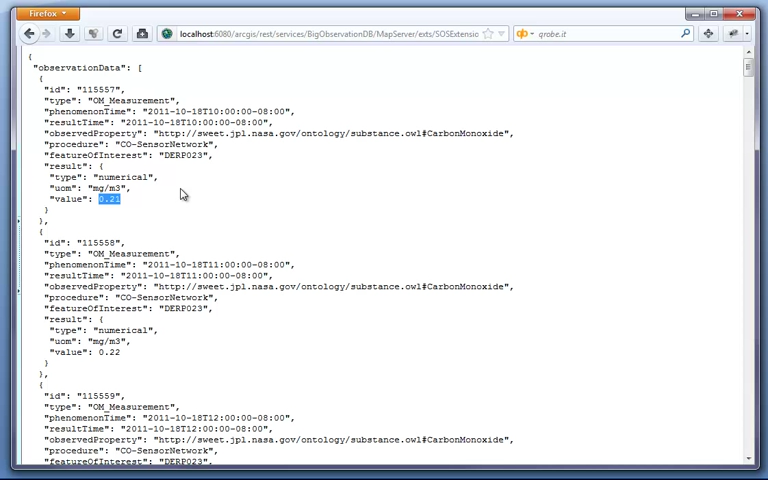 Firefox
localhost:6080/arcgis/rest/services/BigObservationDB/MapServer/exts/SOSExtensio
qrobe.it
{
"observationData": [
{
"id": "115557",
"type": "OM_Measurement",
"phenomenonTime": "2011-10-18T10:00:00-08:00",
"resultTime": "2011-10-18T10:00:00-08:00",
"observedProperty": "http://sweet.jpl.nasa.gov/ontology/substance.owl#CarbonMonoxide",
"procedure": "CO-SensorNetwork",
"featureOfInterest": "DERP023",
"result": {
"type": "numerical",
"uom": "mg/m3",
"value": 0.21
}
},
{
"id": "115558",
"type": "OM_Measurement",
"phenomenonTime": "2011-10-18T11:00:00-08:00",
"resultTime": "2011-10-18T11:00:00-08:00",
"observedProperty": "http://sweet.jpl.nasa.gov/ontology/substance.owl#CarbonMonoxide",
"procedure": "CO-SensorNetwork",
"featureOfInterest": "DERP023",
"result": {
"type": "numerical",
"uom": "mg/m3",
"value": 0.22
}
},
{
"id": "115559",
"type": "OM_Measurement",
"phenomenonTime": "2011-10-18T12:00:00-08:00",
"resultTime": "2011-10-18T12:00:00-08:00",
"observedProperty": "http://sweet.jpl.nasa.gov/ontology/substance.owl#CarbonMonoxide",
"procedure": "CO-SensorNetwork",
"featureOfInterest": "DERP023",